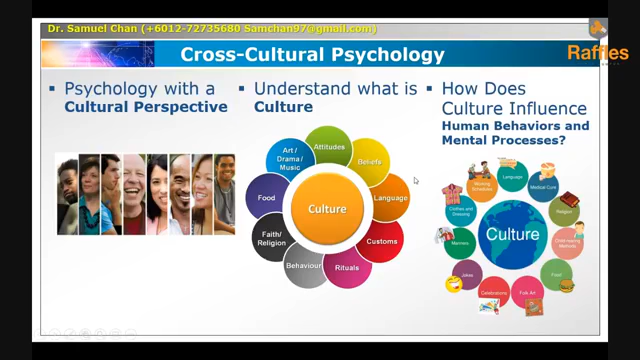 Dr. Samuel Chan (+6012-72735680 Samchan97@gmail.com)
Cross-Cultural Psychology
Raffles
▪ Psychology with a
Cultural Perspective
▪ Understand what is
Culture
▪ How Does
Culture Influence
Human Behaviors and
Mental Processes?
Culture
Attitudes
Beliefs
Language
Customs
Rituals
Behaviour
Faith/
Religion
Food
Art /
Drama /
Music
Culture
Language
Medical Cure
Religion
Child rearing
Methods
Food
Folk Art
Celebrations
Jokes
Manners
Clothes and
Dressing
Working
Schedules